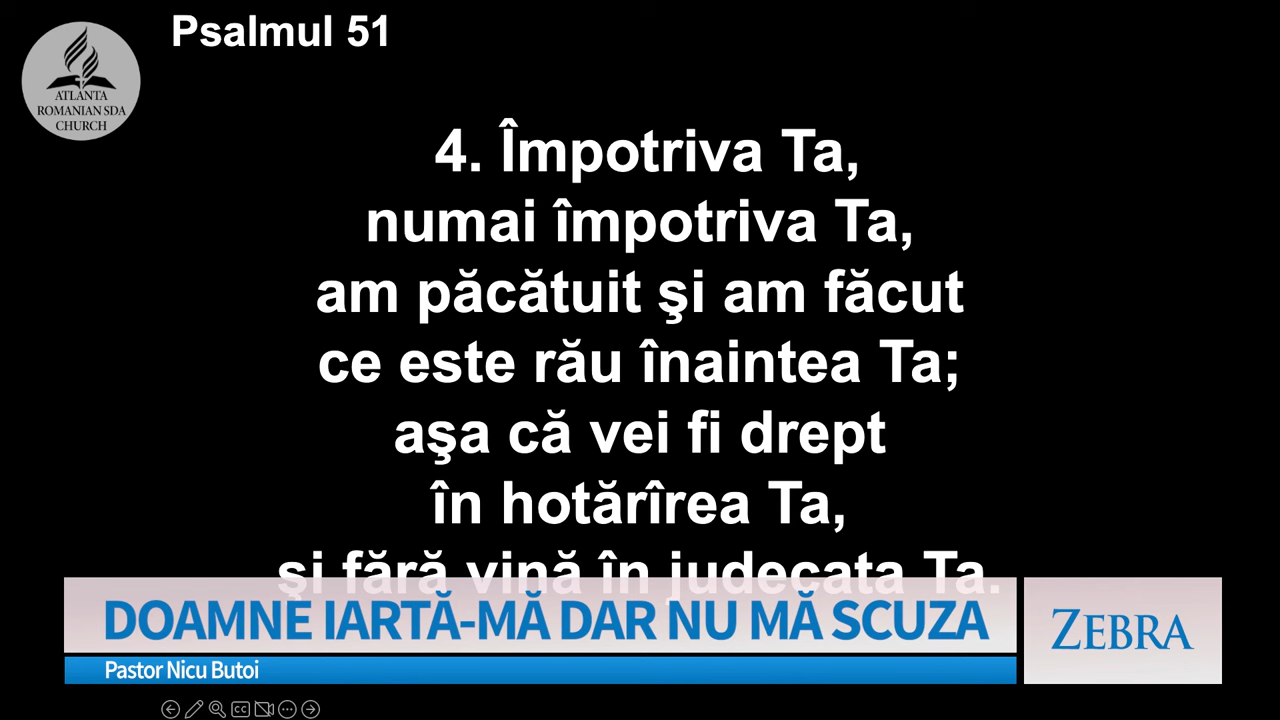 Psalmul 51
ATLANTA
ROMANIAN SDA
CHURCH
4. Împotriva Ta,
numai împotriva Ta,
am păcătuit şi am făcut
ce este rău înaintea Ta;
aşa că vei fi drept
în hotărîrea Ta,
şi fără vină în judecata Ta.
DOAMNE IARTĂ-MĂ DAR NU MĂ SCUZA
ZEBRA
Pastor Nicu Butoi
CC